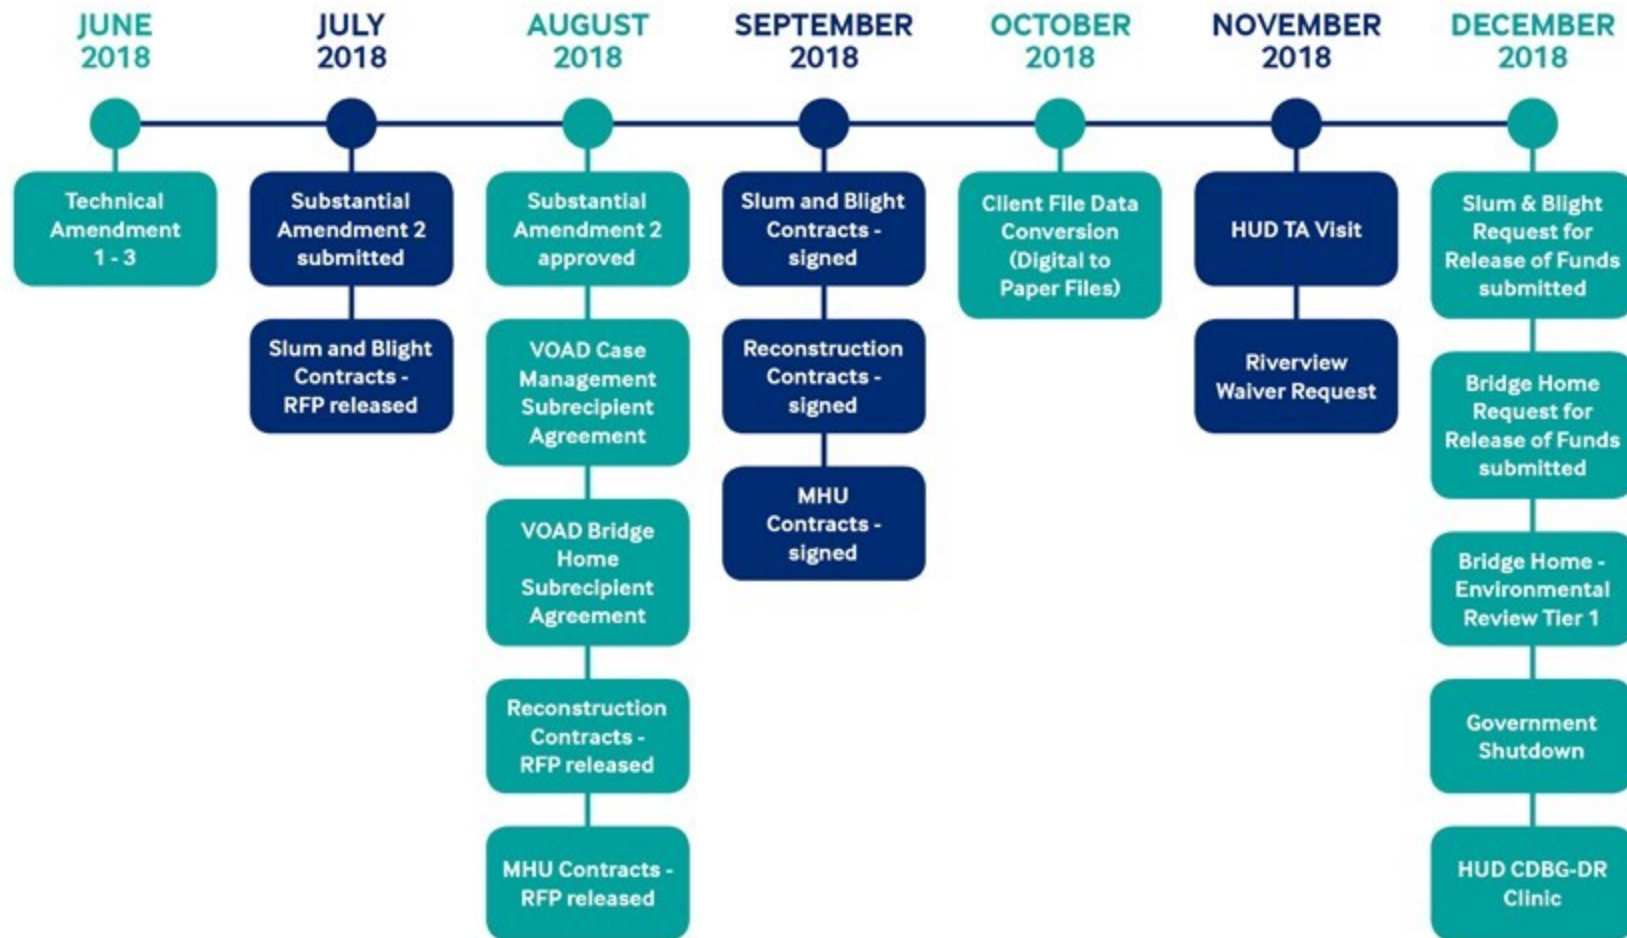 JUNE
2018
JULY
2018
AUGUST
2018
SEPTEMBER
2018
OCTOBER
2018
NOVEMBER
2018
DECEMBER
2018
Technical
Amendment
1 - 3
Substantial
Amendment 2
submitted
Slum and Blight
Contracts -
RFP released
Substantial
Amendment 2
approved
VOAD Case
Management
Subrecipient
Agreement
VOAD Bridge
Home
Subrecipient
Agreement
Reconstruction
Contracts -
RFP released
MHU Contracts -
RFP released
Slum and Blight
Contracts -
signed
Reconstruction
Contracts -
signed
MHU
Contracts -
signed
Client File Data
Conversion
(Digital to
Paper Files)
HUD TA Visit
Riverview
Waiver Request
Slum & Blight
Request for
Release of Funds
submitted
Bridge Home
Request for
Release of Funds
submitted
Bridge Home -
Environmental
Review Tier 1
Government
Shutdown
HUD CDBG-DR
Clinic